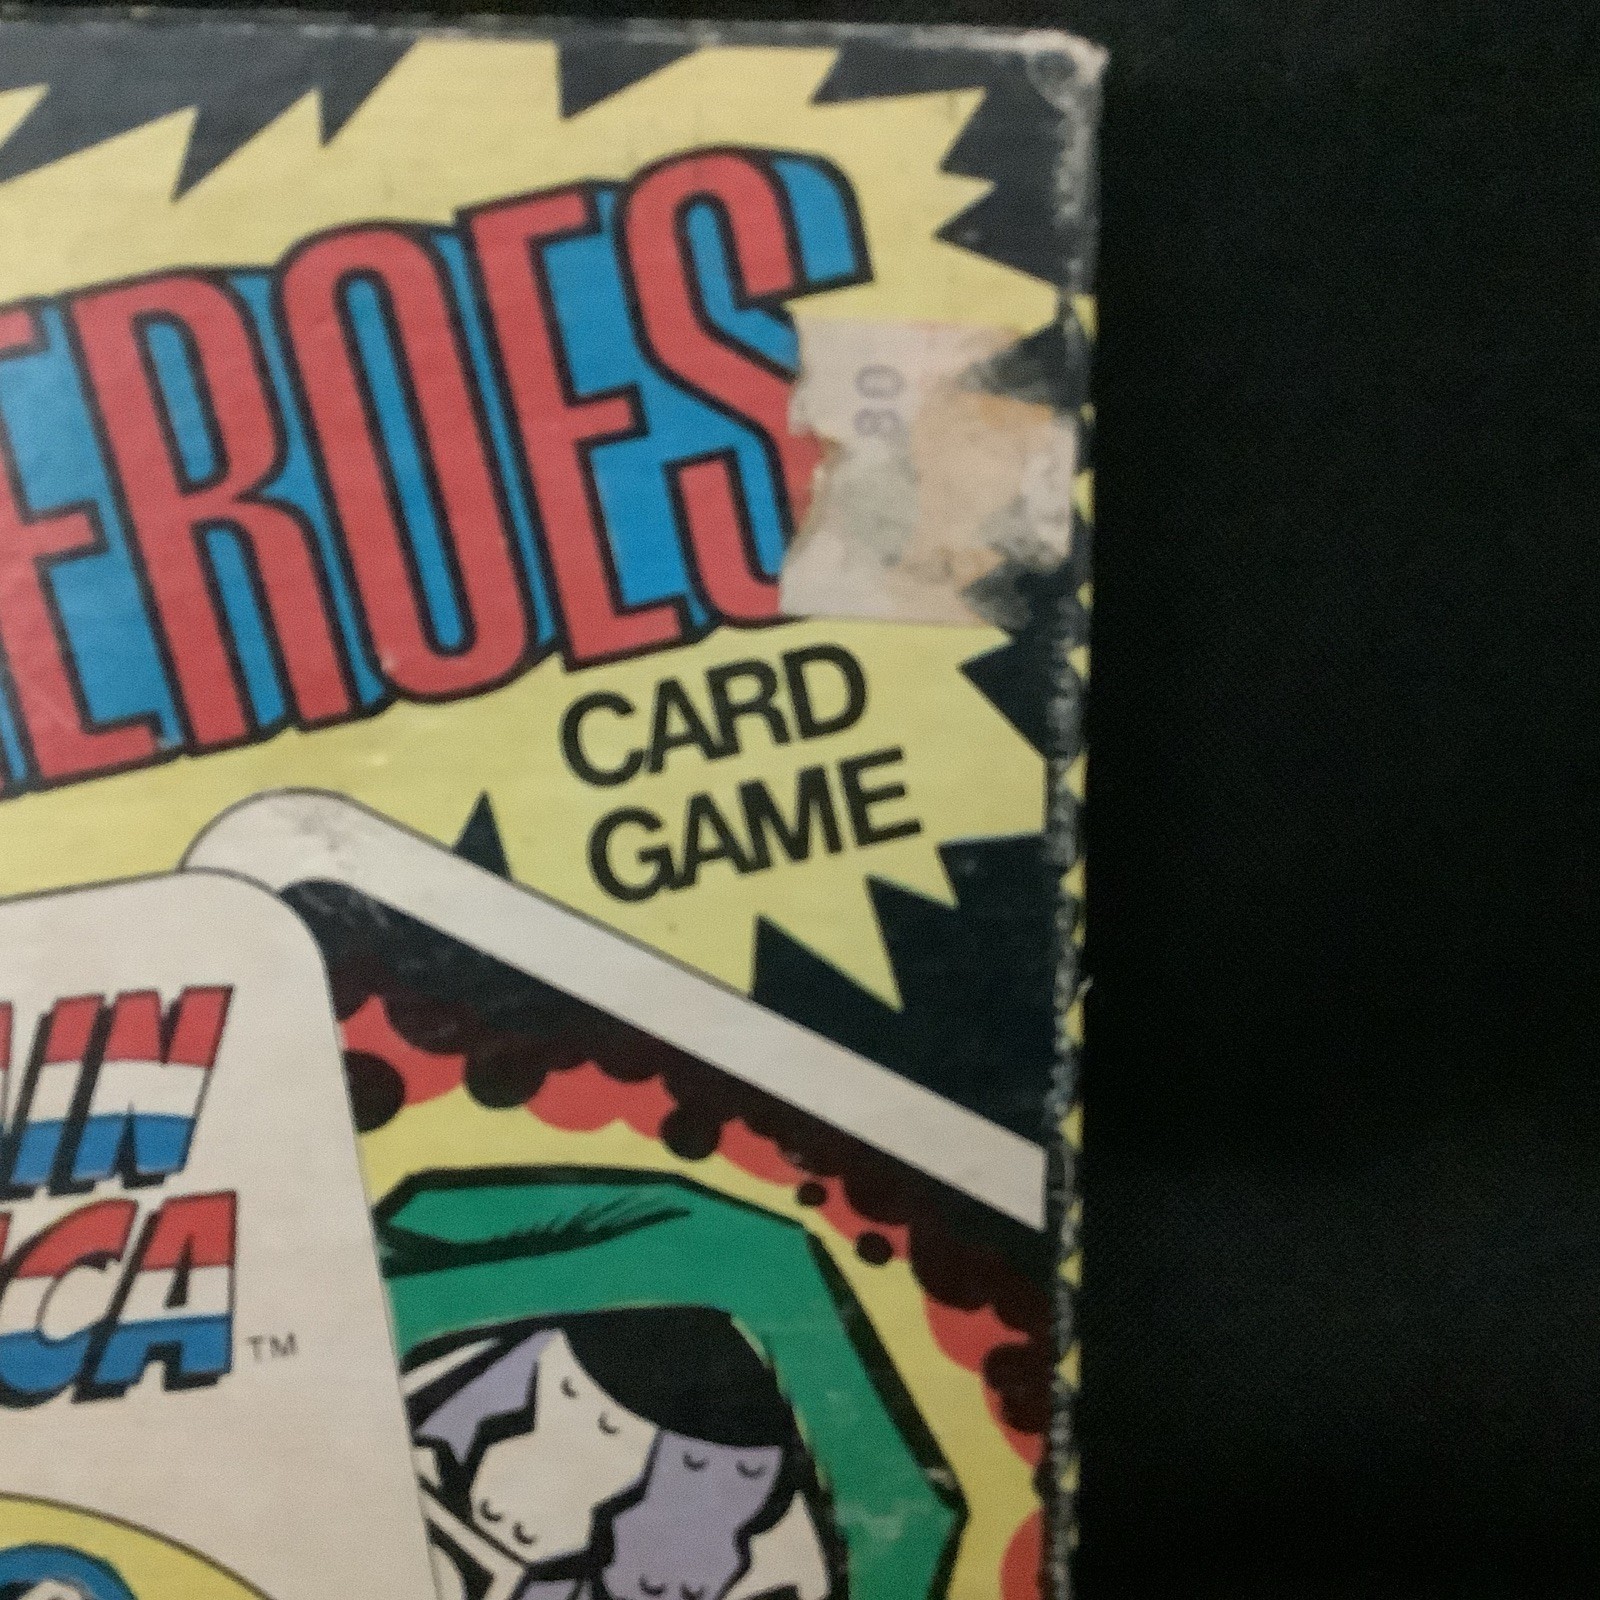 EROES
80
CARD
GAME
AIN
ICA TM